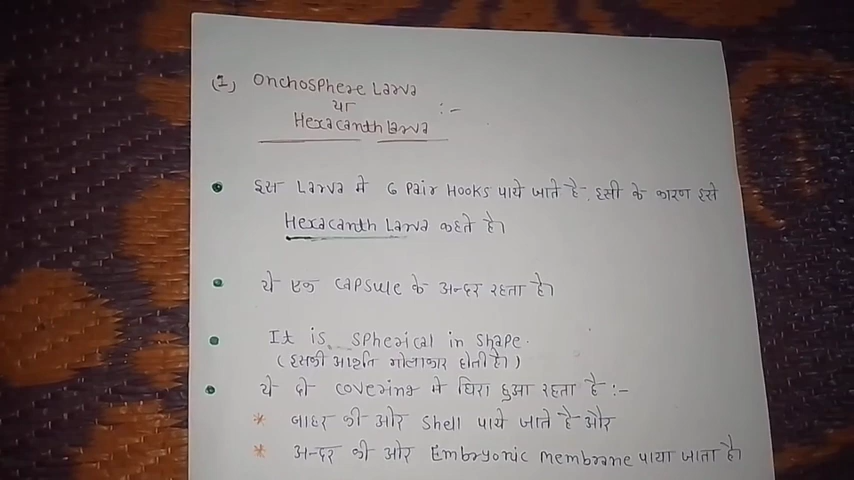 (1) Onchosphere Larva
या :-
Hexacanth Larva
इस Larva मे 6 Pair HOOKS पाये जाते है, इसी के कारण इसे
Hexacanth Larva कहते है।
ये एक capsule के अन्दर रहता है।
It is spherical in shape.
(इसकी आकृति गोलाकार होती है।)
ये दो covering मे घिरा हुआ रहता है :-
* बाहर की ओर shell पाये जाते है और
* अन्दर की ओर Embryonic membrane पाया जाता है।